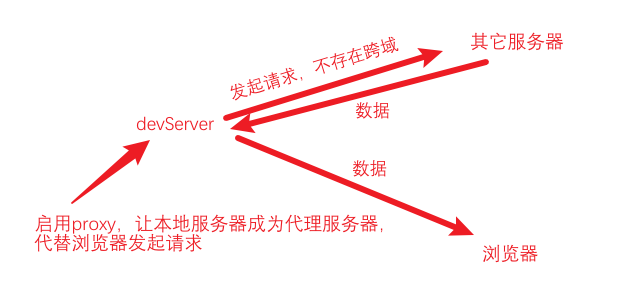 其它服务器
发起请求，不存在跨域
数据
devServer
数据
启用proxy，让本地服务器成为代理服务器，
代替浏览器发起请求
浏览器